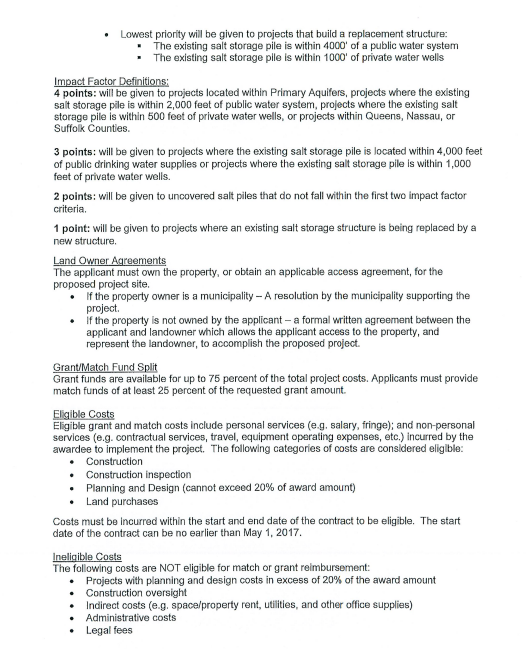 • Lowest priority will be given to projects that build a replacement structure:
▪ The existing salt storage pile is within 4000' of a public water system
▪ The existing salt storage pile is within 1000' of private water wells
Impact Factor Definitions:
4 points: will be given to projects located within Primary Aquifers, projects where the existing
salt storage pile is within 2,000 feet of public water system, projects where the existing salt
storage pile is within 500 feet of private water wells, or projects within Queens, Nassau, or
Suffolk Counties.
3 points: will be given to projects where the existing salt storage pile is located within 4,000 feet
of public drinking water supplies or projects where the existing salt storage pile is within 1,000
feet of private water wells.
2 points: will be given to uncovered salt piles that do not fall within the first two impact factor
criteria.
1 point: will be given to projects where an existing salt storage structure is being replaced by a
new structure.
Land Owner Agreements
The applicant must own the property, or obtain an applicable access agreement, for the
proposed project site.
• If the property owner is a municipality – A resolution by the municipality supporting the
project.
• If the property is not owned by the applicant – a formal written agreement between the
applicant and landowner which allows the applicant access to the property, and
represent the landowner, to accomplish the proposed project.
Grant/Match Fund Split
Grant funds are available for up to 75 percent of the total project costs. Applicants must provide
match funds of at least 25 percent of the requested grant amount.
Eligible Costs
Eligible grant and match costs include personal services (e.g. salary, fringe); and non-personal
services (e.g. contractual services, travel, equipment operating expenses, etc.) incurred by the
awardee to implement the project. The following categories of costs are considered eligible:
• Construction
• Construction inspection
• Planning and Design (cannot exceed 20% of award amount)
• Land purchases
Costs must be incurred within the start and end date of the contract to be eligible. The start
date of the contract can be no earlier than May 1, 2017.
Ineligible Costs
The following costs are NOT eligible for match or grant reimbursement:
• Projects with planning and design costs in excess of 20% of the award amount
• Construction oversight
• Indirect costs (e.g. space/property rent, utilities, and other office supplies)
• Administrative costs
• Legal fees